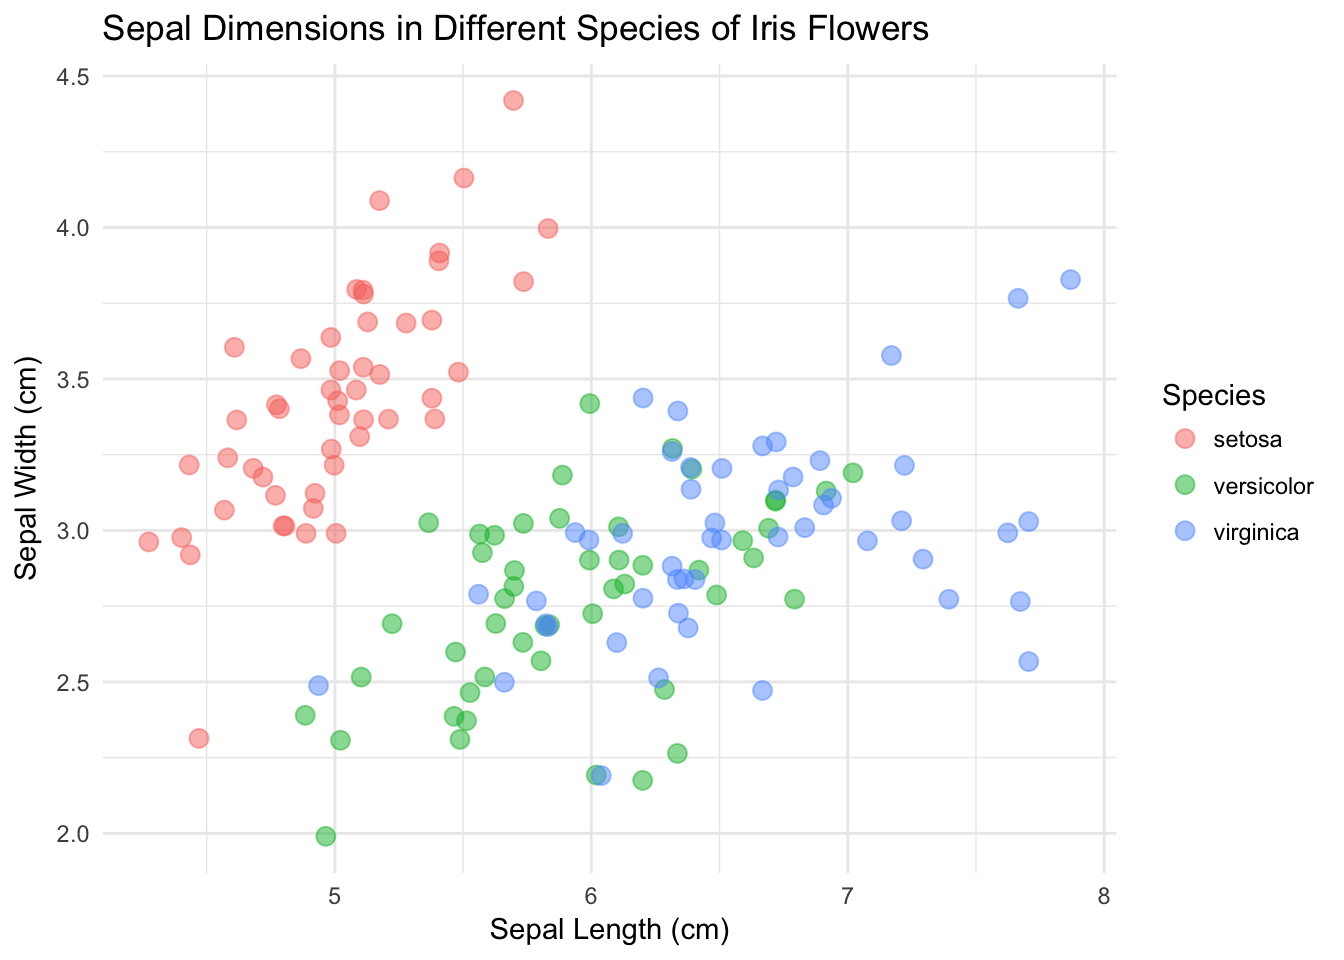 Sepal Dimensions in Different Species of Iris Flowers
4.5
4.0
3.5
3.0
2.5
2.0
Sepal Width (cm)
5 6 7 8
Sepal Length (cm)
Species
setosa
versicolor
virginica